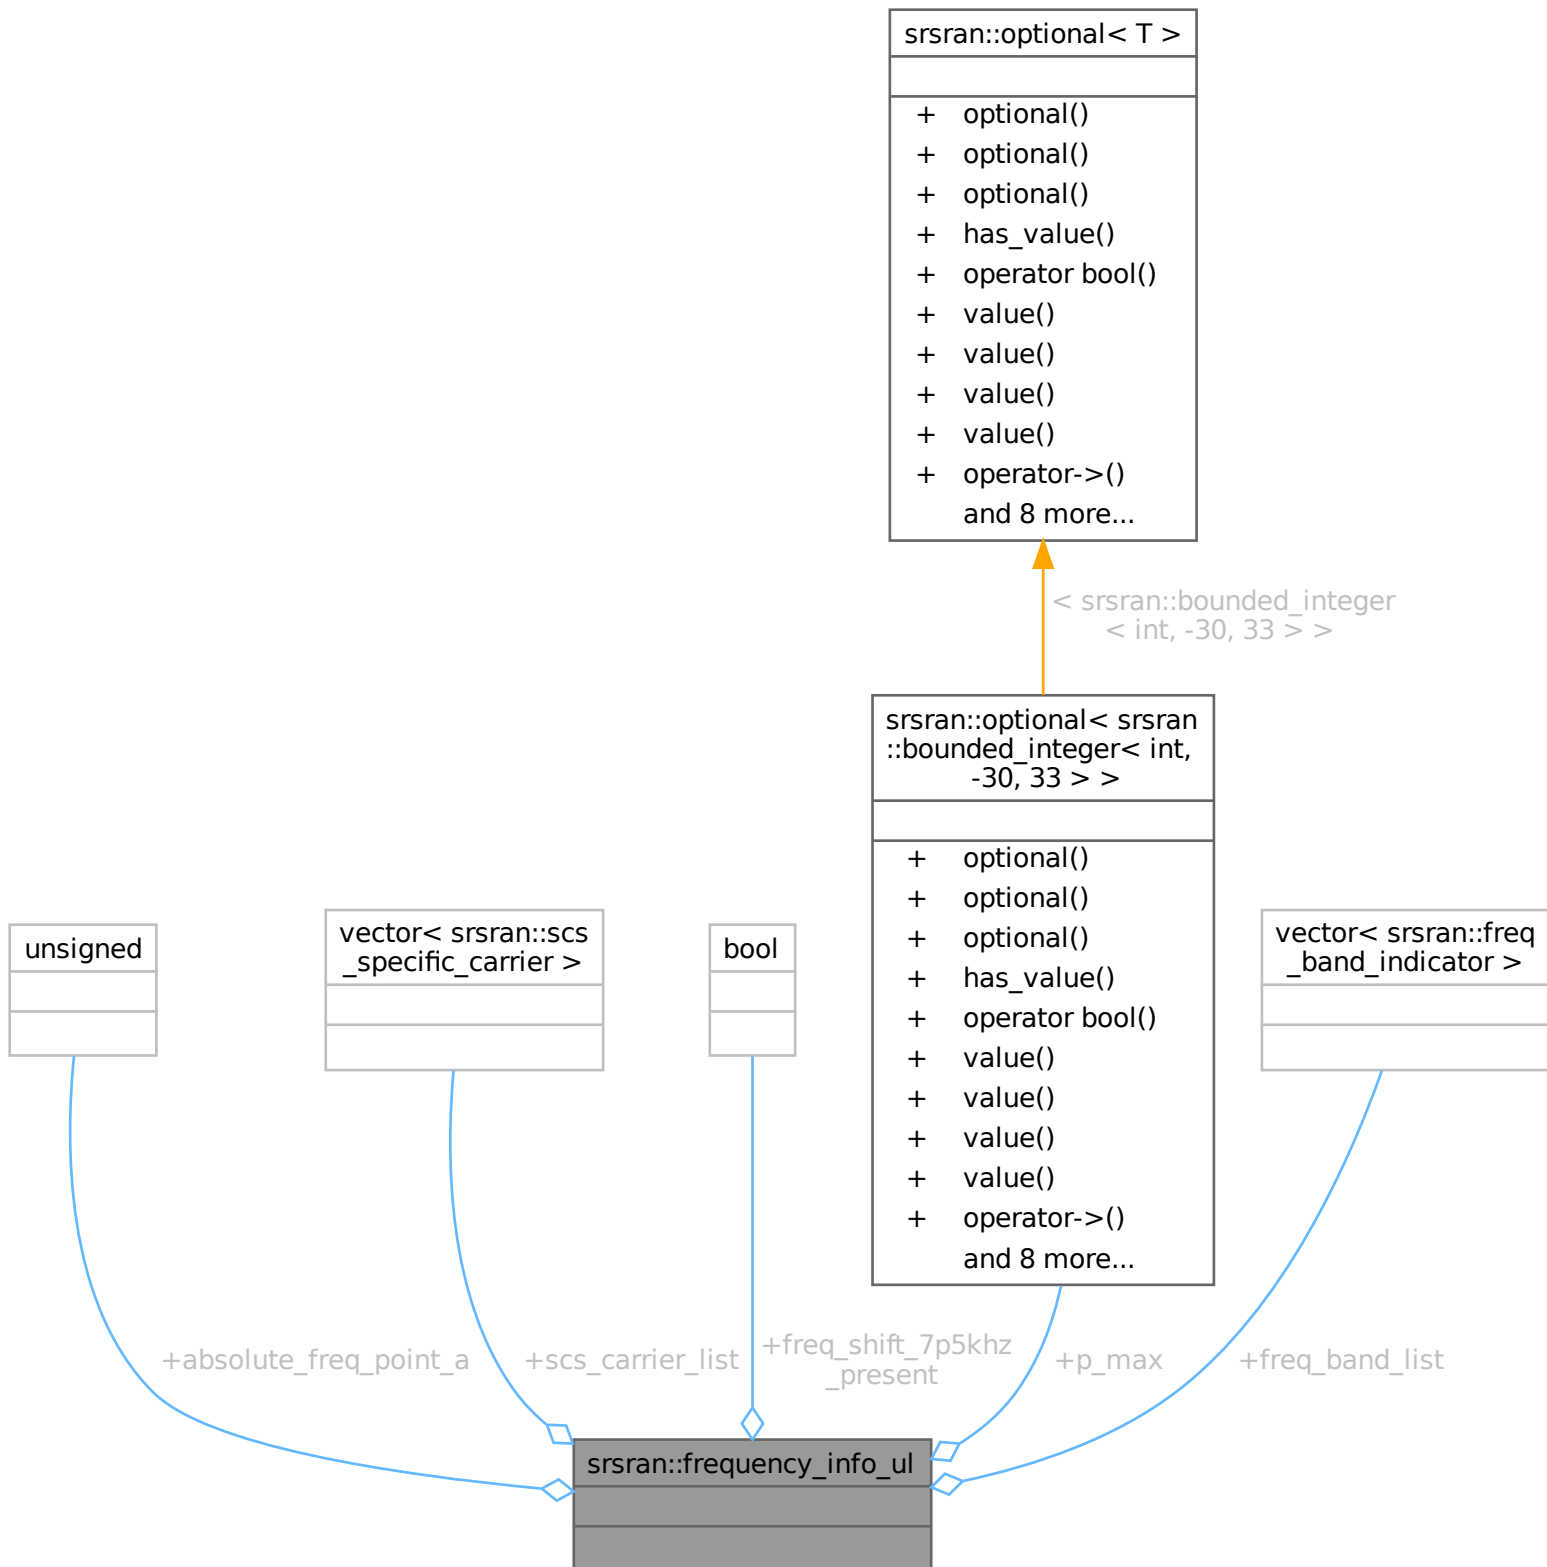 srsran::optional< T >
+ optional()
+ optional()
+ optional()
+ has_value()
+ operator bool()
+ value()
+ value()
+ value()
+ value()
+ operator->()
and 8 more...
< srsran::bounded_integer
< int, -30, 33 > >
srsran::optional< srsran
::bounded_integer< int,
-30, 33 > >
+ optional()
+ optional()
+ optional()
+ has_value()
+ operator bool()
+ value()
+ value()
+ value()
+ value()
+ operator->()
and 8 more...
unsigned
vector< srsran::scs
_specific_carrier >
bool
vector< srsran::freq
_band_indicator >
+absolute_freq_point_a
+scs_carrier_list
+freq_shift_7p5khz
_present
+p_max
+freq_band_list
srsran::frequency_info_ul